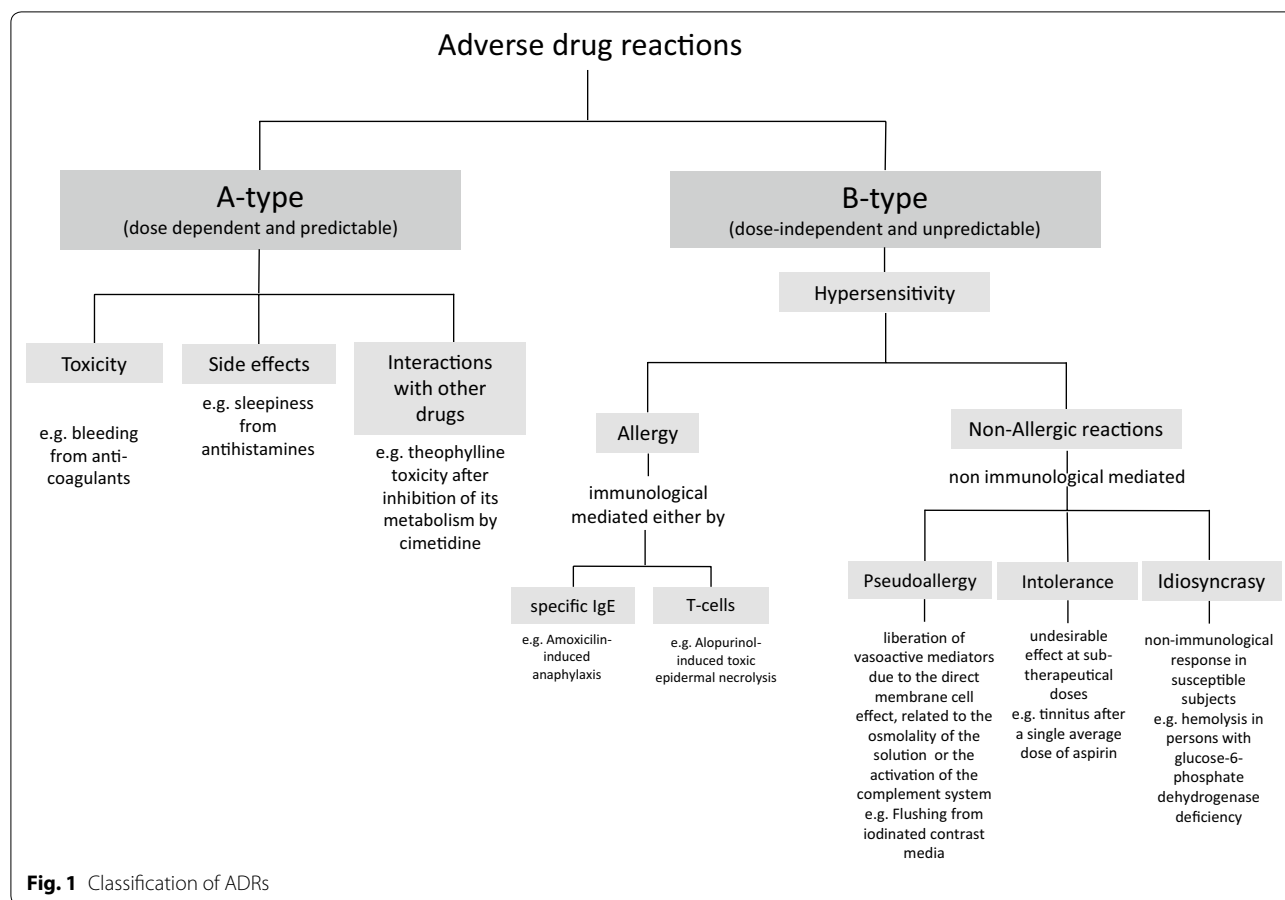 Adverse drug reactions
A-type
(dose dependent and predictable)
B-type
(dose-independent and unpredictable)
Hypersensitivity
Toxicity
e.g. bleeding
from anti-
coagulants
Side effects
e.g. sleepiness
from
antihistamines
Interactions
with other
drugs
e.g. theophylline
toxicity after
inhibition of its
metabolism by
cimetidine
Allergy
immunological
mediated either by
specific IgE
e.g. Amoxicilin-
induced
anaphylaxis
T-cells
e.g. Alopurinol-
induced toxic
epidermal necrolysis
Non-Allergic reactions
non immunological mediated
Pseudoallergy
liberation of
vasoactive mediators
due to the direct
membrane cell
effect, related to the
osmolality of the
solution or the
activation of the
complement system
e.g. Flushing from
iodinated contrast
media
Intolerance
undesirable
effect at sub-
therapeutical
doses
e.g. tinnitus after
a single average
dose of aspirin
Idiosyncrasy
non-immunological
response in
susceptible
subjects
e.g. hemolysis in
persons with
glucose-6-
phosphate
dehydrogenase
deficiency
Fig. 1 Classification of ADRs